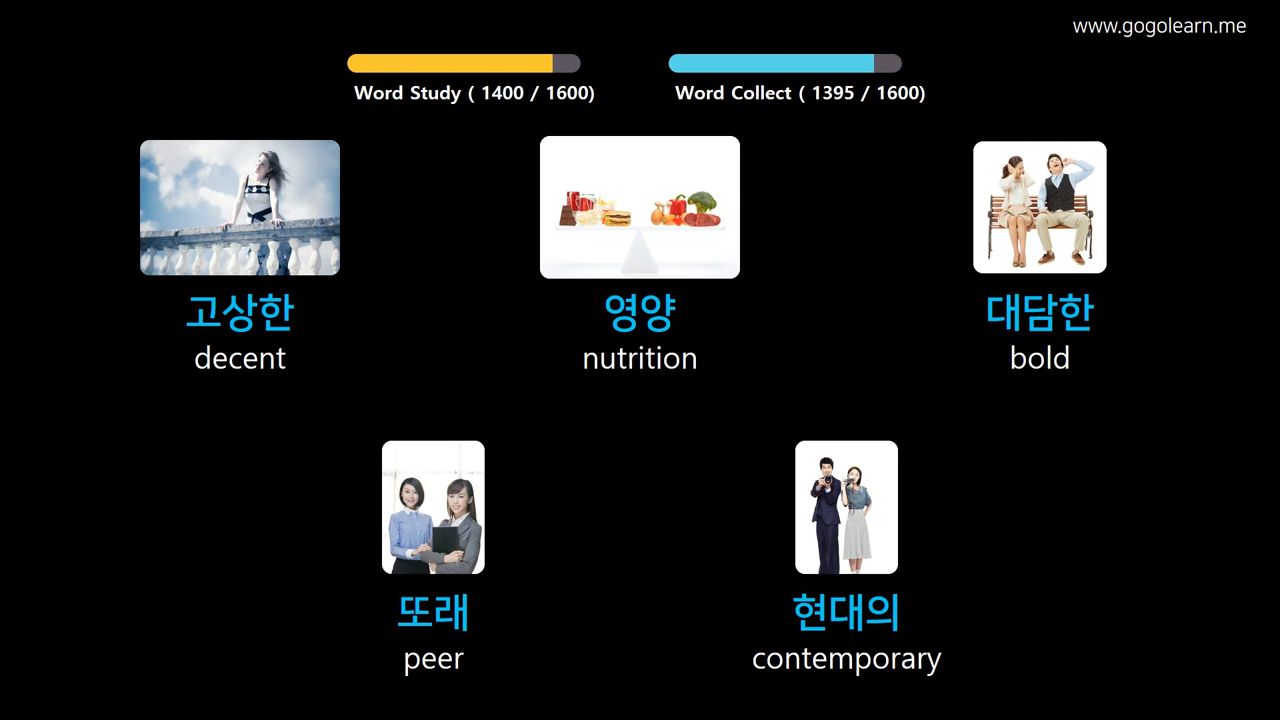 www.gogolearn.me
Word Study ( 1400 / 1600)
Word Collect ( 1395 / 1600)
고상한
decent
영양
nutrition
대담한
bold
또래
peer
현대의
contemporary